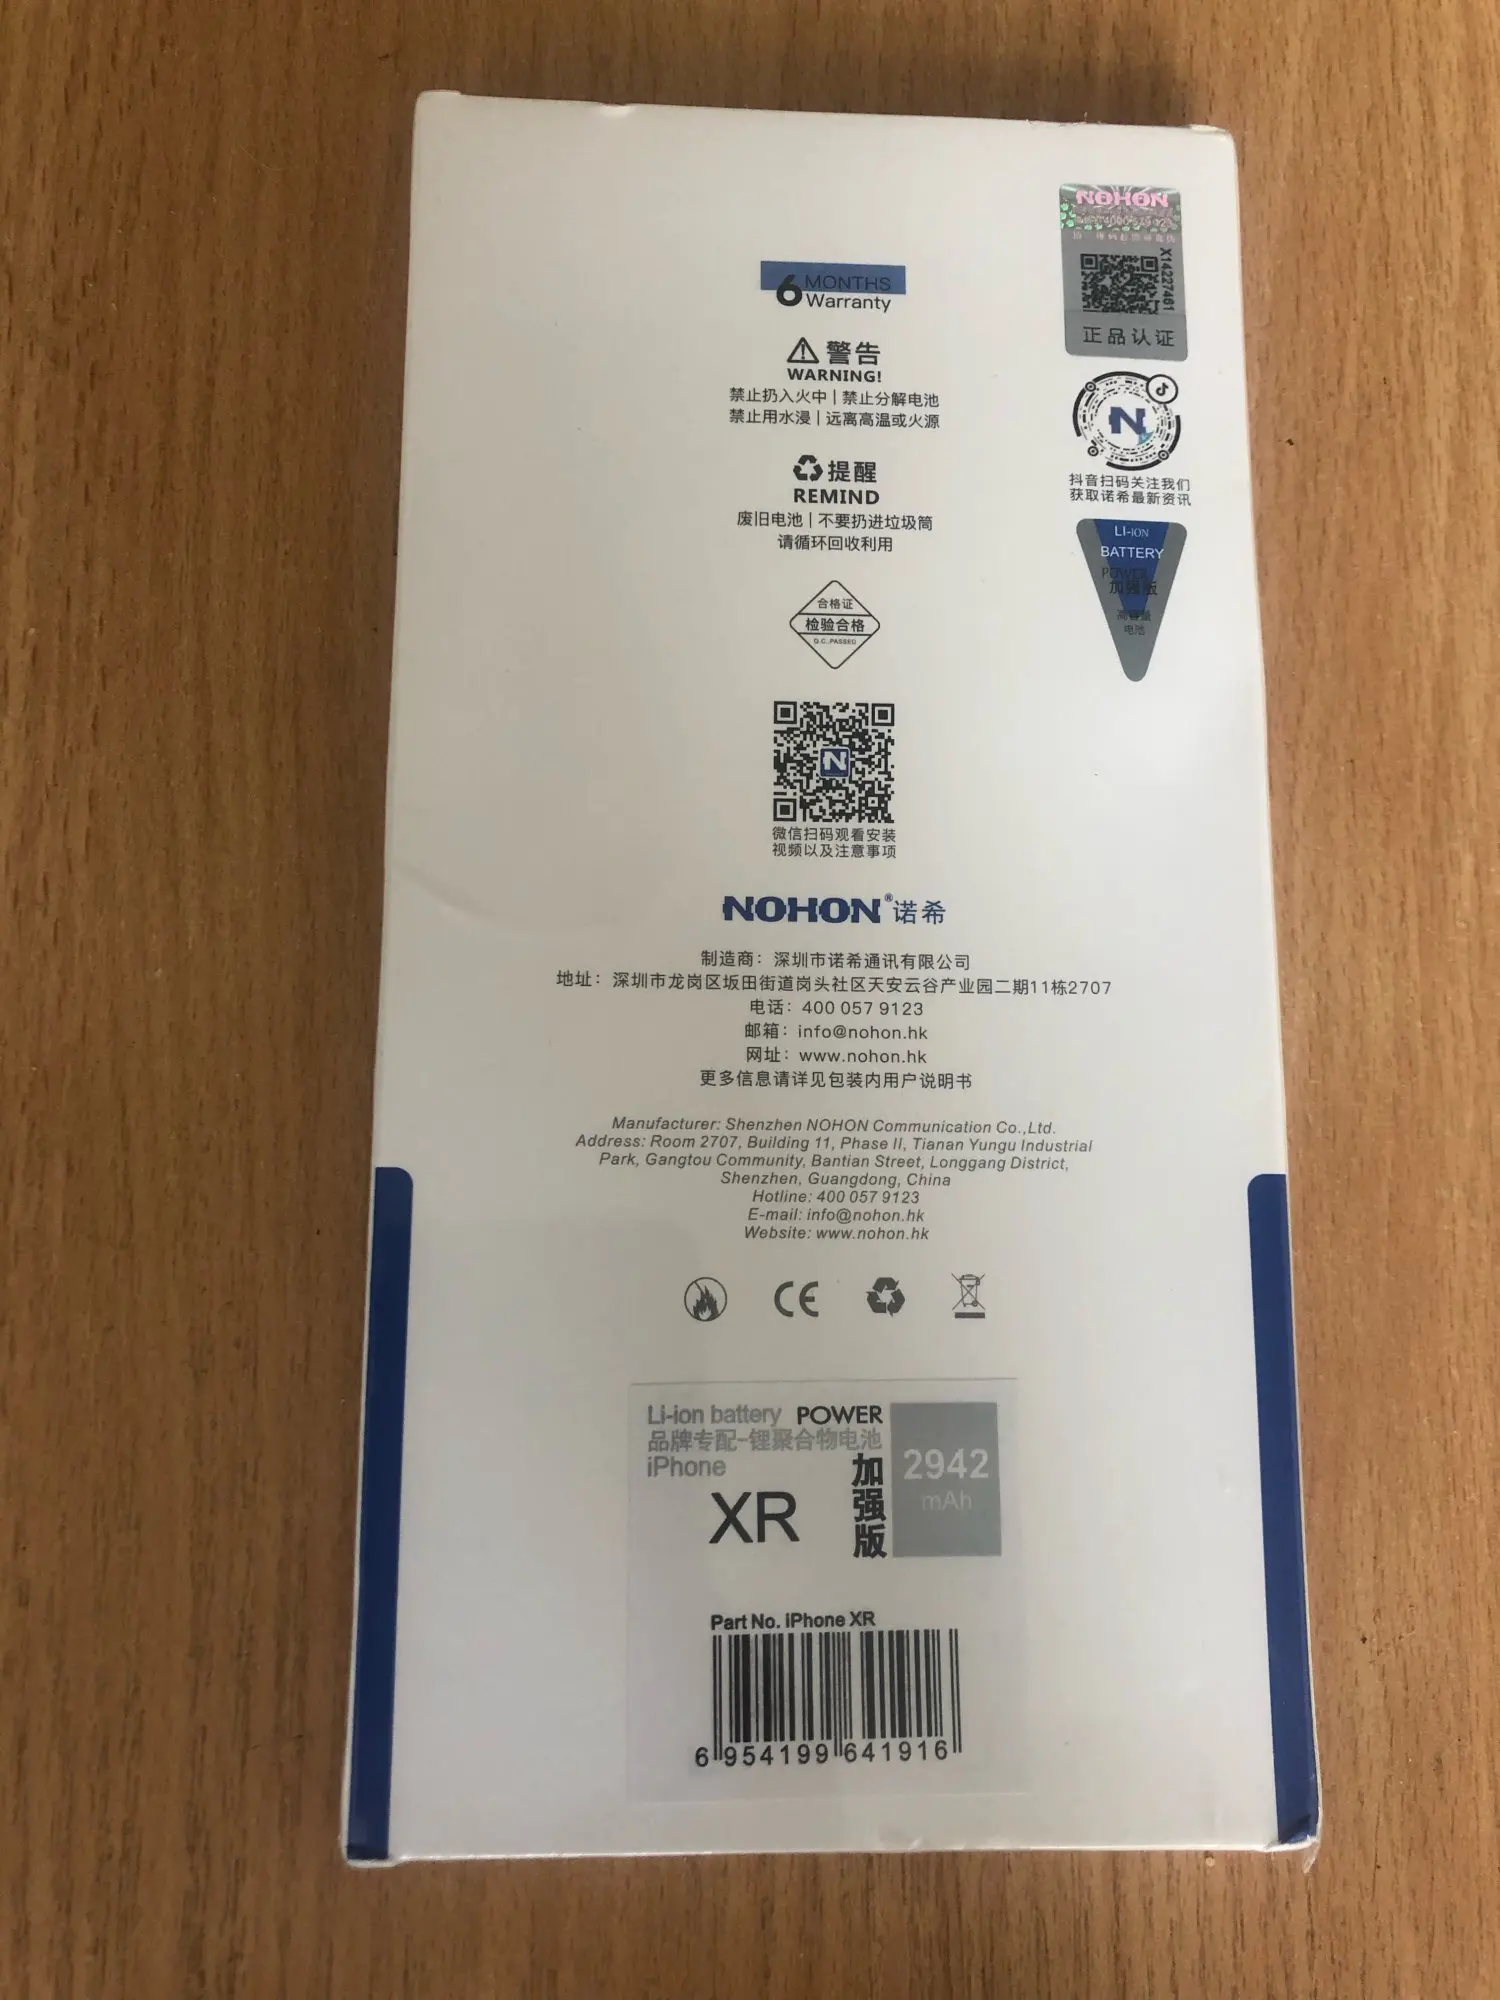 6 MONTHS
Warranty
警告
WARNING!
禁止扔入火中 | 禁止分解电池
禁止用水浸 | 远离高温或火源
提醒
REMIND
废旧电池 | 不要扔进垃圾筒
请循环回收利用
合格证
检验合格
Q.C. PASSED
N
微信扫码观看安装
视频以及注意事项
NOHON
X14227461
正品认证
N
抖音扫码关注我们
获取诺希最新资讯
LI-ION
BATTERY
POWER
加强版
高容量
电池
NOHON®诺希
制造商：深圳市诺希通讯有限公司
地址：深圳市龙岗区坂田街道岗头社区天安云谷产业园二期11栋2707
电话：400 057 9123
邮箱：info@nohon.hk
网址：www.nohon.hk
更多信息请详见包装内用户说明书
Manufacturer: Shenzhen NOHON Communication Co.,Ltd.
Address: Room 2707, Building 11, Phase II, Tianan Yungu Industrial
Park, Gangtou Community, Bantian Street, Longgang District,
Shenzhen, Guangdong, China
Hotline: 400 057 9123
E-mail: info@nohon.hk
Website: www.nohon.hk
CE
Li-ion battery POWER
品牌专配-锂聚合物电池
iPhone
XR
加强版
2942
mAh
Part No. iPhone XR
6 954199 641916